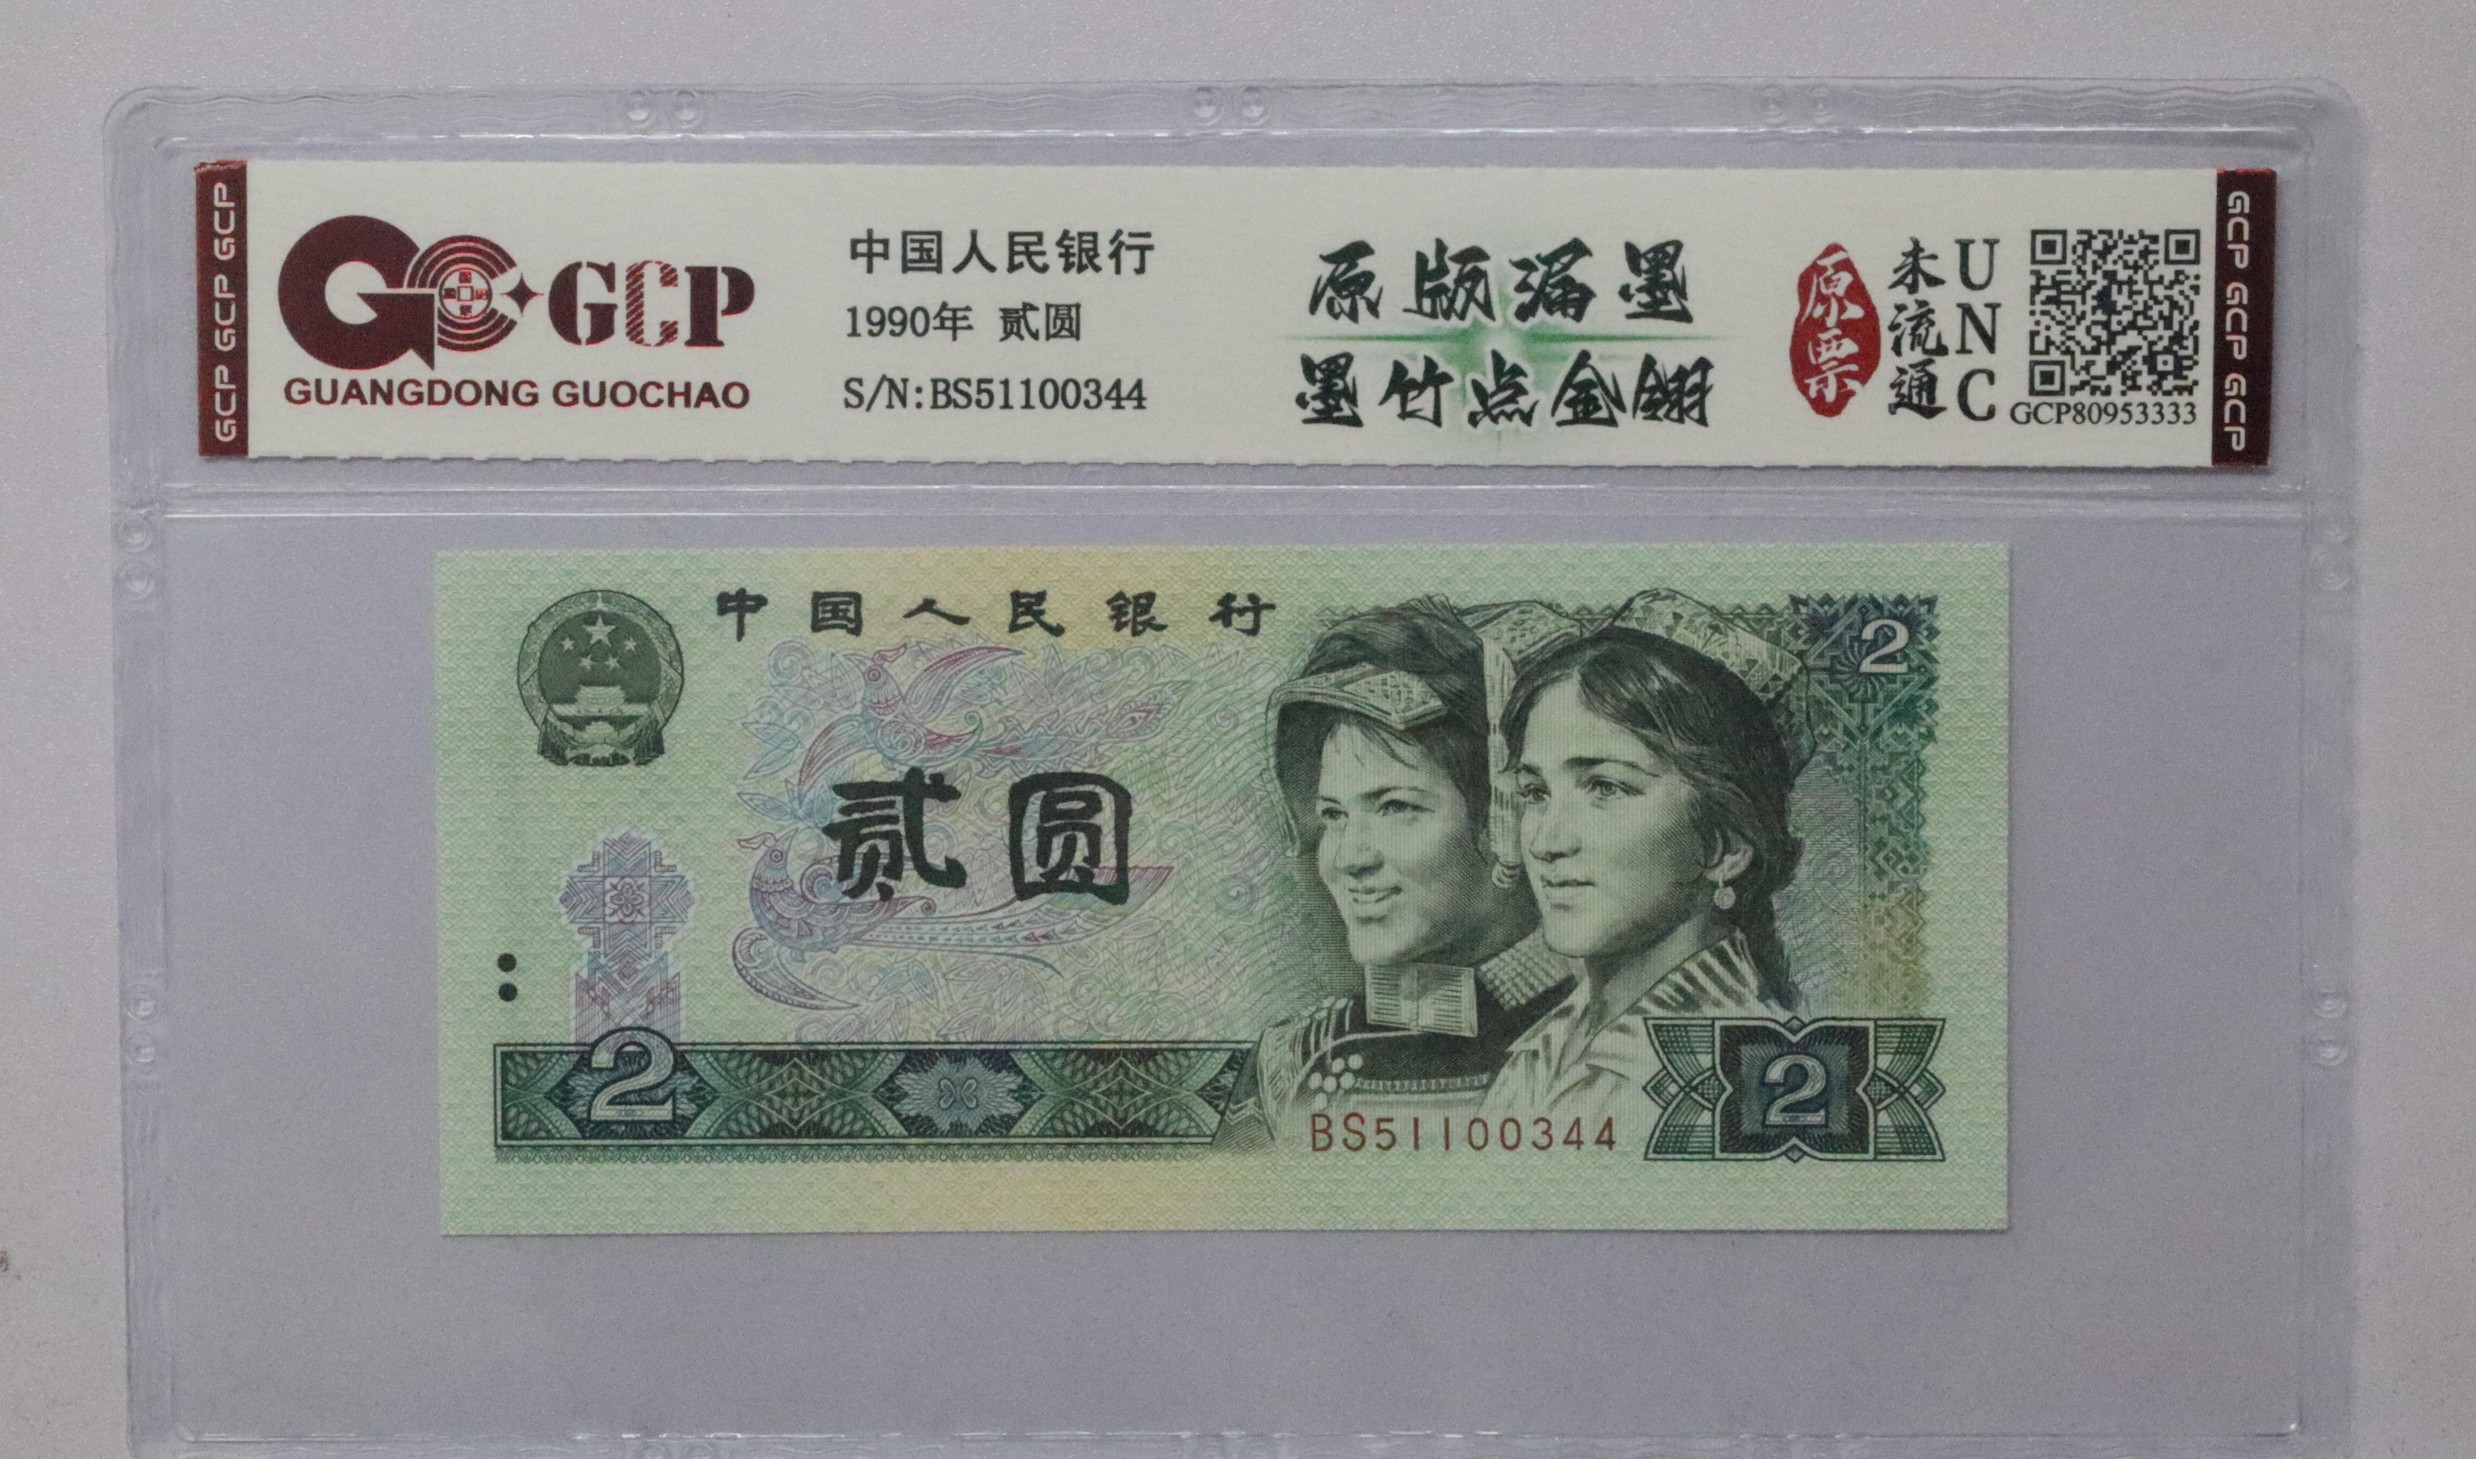 GCP GCP GCP
GCP
GUANGDONG GUOCHAO
中国人民银行
1990年 贰圆
S/N:BS51100344
原版漏墨
墨竹点金翎
原票
未流通
UNC
GCP80953333
GCP GCP GCP
中国人民银行
2
贰圆
2
BS51100344
2